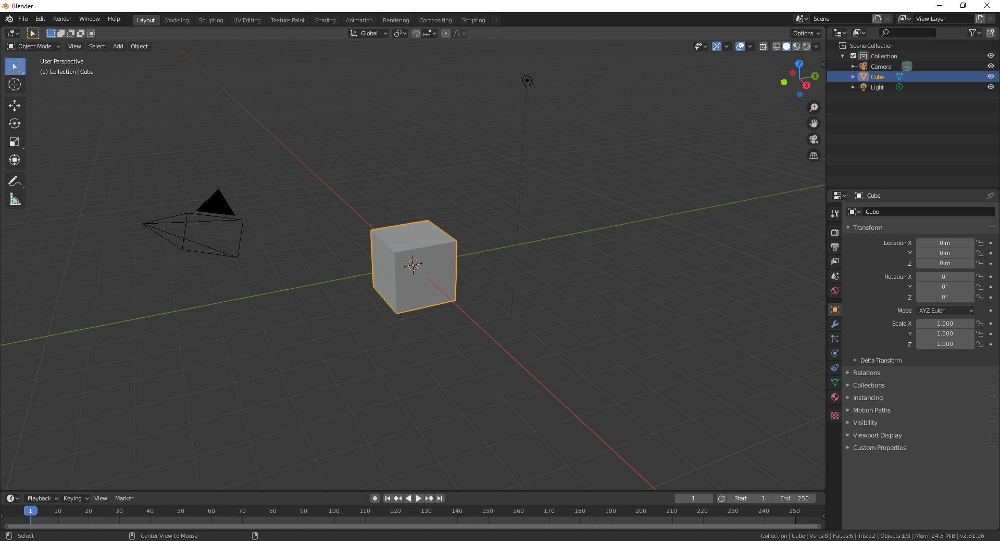 Blender
File Edit Render Window Help Layout Modeling Sculpting UV Editing Texture Paint Shading Animation Rendering Compositing Scripting + Scene View Layer
Global Options
Object Mode View Select Add Object
User Perspective
(1) Collection | Cube
Z
Y
X
Scene Collection
Collection
Camera
Cube
Light
Cube
Cube
Transform
Location X 0 m
Y 0 m
Z 0 m
Rotation X 0°
Y 0°
Z 0°
Mode XYZ Euler
Scale X 1.000
Y 1.000
Z 1.000
Delta Transform
Relations
Collections
Instancing
Motion Paths
Visibility
Viewport Display
Custom Properties
Playback Keying View Marker 1 Start 1 End 250
1 10 20 30 40 50 60 70 80 90 100 110 120 130 140 150 160 170 180 190 200 210 220 230 240 250
Select Center View to Mouse Collection | Cube | Verts:8 | Faces:6 | Tris:12 | Objects:1/3 | Mem: 24.8 MiB | v2.81.16